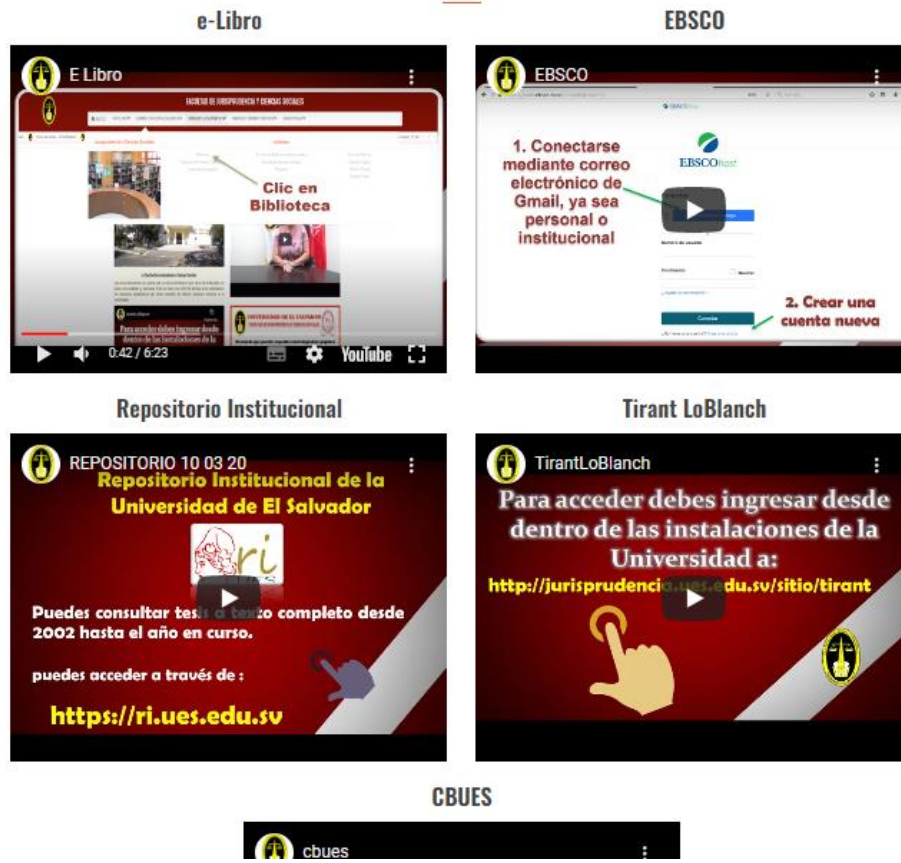 e-Libro
EBSCO
E Libro
FACULTAD DE JURISPRUDENCIA Y CIENCIAS SOCIALES
Clic en
Biblioteca
UNIVERSIDAD DE EL SALVADOR
Para acceder debes ingresar desde
dentro de las instalaciones de la
0:42 / 6:23
YouTube
EBSCO
EBSCOhost
1. Conectarse
mediante correo
electrónico de
Gmail, ya sea
personal o
institucional
2. Crear una
cuenta nueva
Repositorio Institucional
Tirant LoBlanch
REPOSITORIO 10 03 20
Repositorio Institucional de la
Universidad de El Salvador
ri
Puedes consultar tesis a texto completo desde
2002 hasta el año en curso.
puedes acceder a través de :
https://ri.ues.edu.sv
TirantLoBlanch
Para acceder debes ingresar desde
dentro de las instalaciones de la
Universidad a:
http://jurisprudencia.ues.edu.sv/sitio/tirant
CBUES
cbues